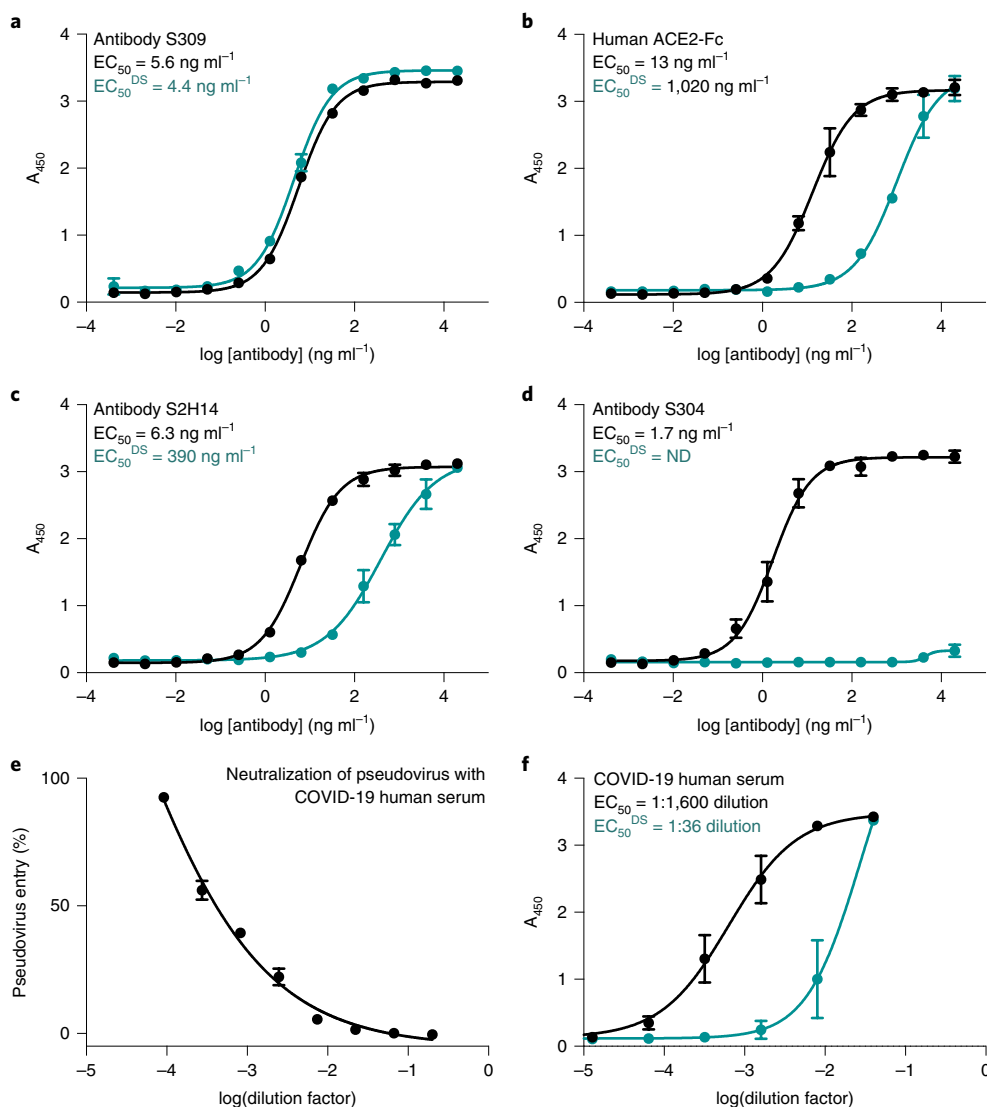 a
Antibody S309
EC₅₀ = 5.6 ng ml⁻¹
EC₅₀ᴰˢ = 4.4 ng ml⁻¹
4
3
2
1
0
A₄₅₀
–4 –2 0 2 4
log [antibody] (ng ml⁻¹)
b
Human ACE2-Fc
EC₅₀ = 13 ng ml⁻¹
EC₅₀ᴰˢ = 1,020 ng ml⁻¹
4
3
2
1
0
A₄₅₀
–4 –2 0 2 4
log [antibody] (ng ml⁻¹)
c
Antibody S2H14
EC₅₀ = 6.3 ng ml⁻¹
EC₅₀ᴰˢ = 390 ng ml⁻¹
4
3
2
1
0
A₄₅₀
–4 –2 0 2 4
log [antibody] (ng ml⁻¹)
d
Antibody S304
EC₅₀ = 1.7 ng ml⁻¹
EC₅₀ᴰˢ = ND
4
3
2
1
0
A₄₅₀
–4 –2 0 2 4
log [antibody] (ng ml⁻¹)
e
Neutralization of pseudovirus with
COVID-19 human serum
100
50
0
Pseudovirus entry (%)
–5 –4 –3 –2 –1 0
log(dilution factor)
f
COVID-19 human serum
EC₅₀ = 1:1,600 dilution
EC₅₀ᴰˢ = 1:36 dilution
4
3
2
1
0
A₄₅₀
–5 –4 –3 –2 –1 0
log(dilution factor)